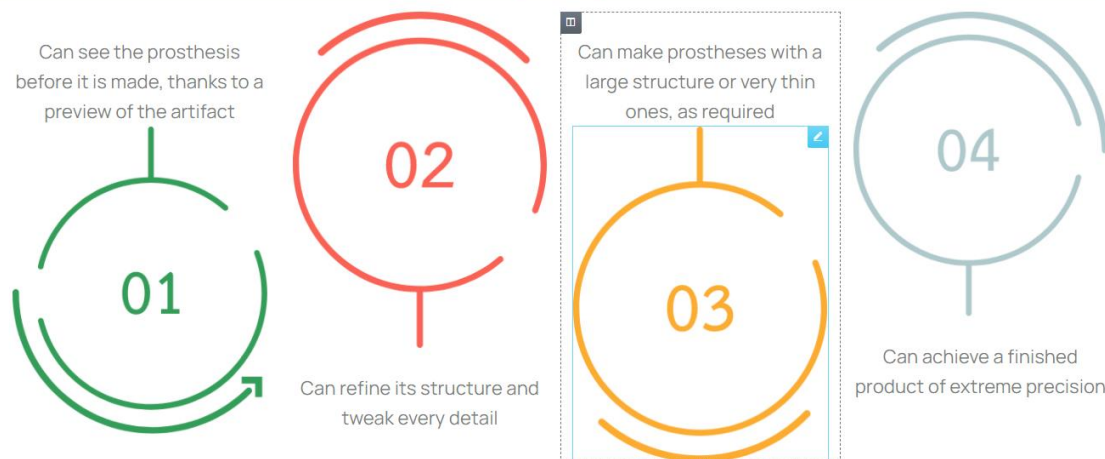 Can see the prosthesis
before it is made, thanks to a
preview of the artifact
01
02
Can refine its structure and
tweak every detail
Can make prostheses with a
large structure or very thin
ones, as required
03
04
Can achieve a finished
product of extreme precision